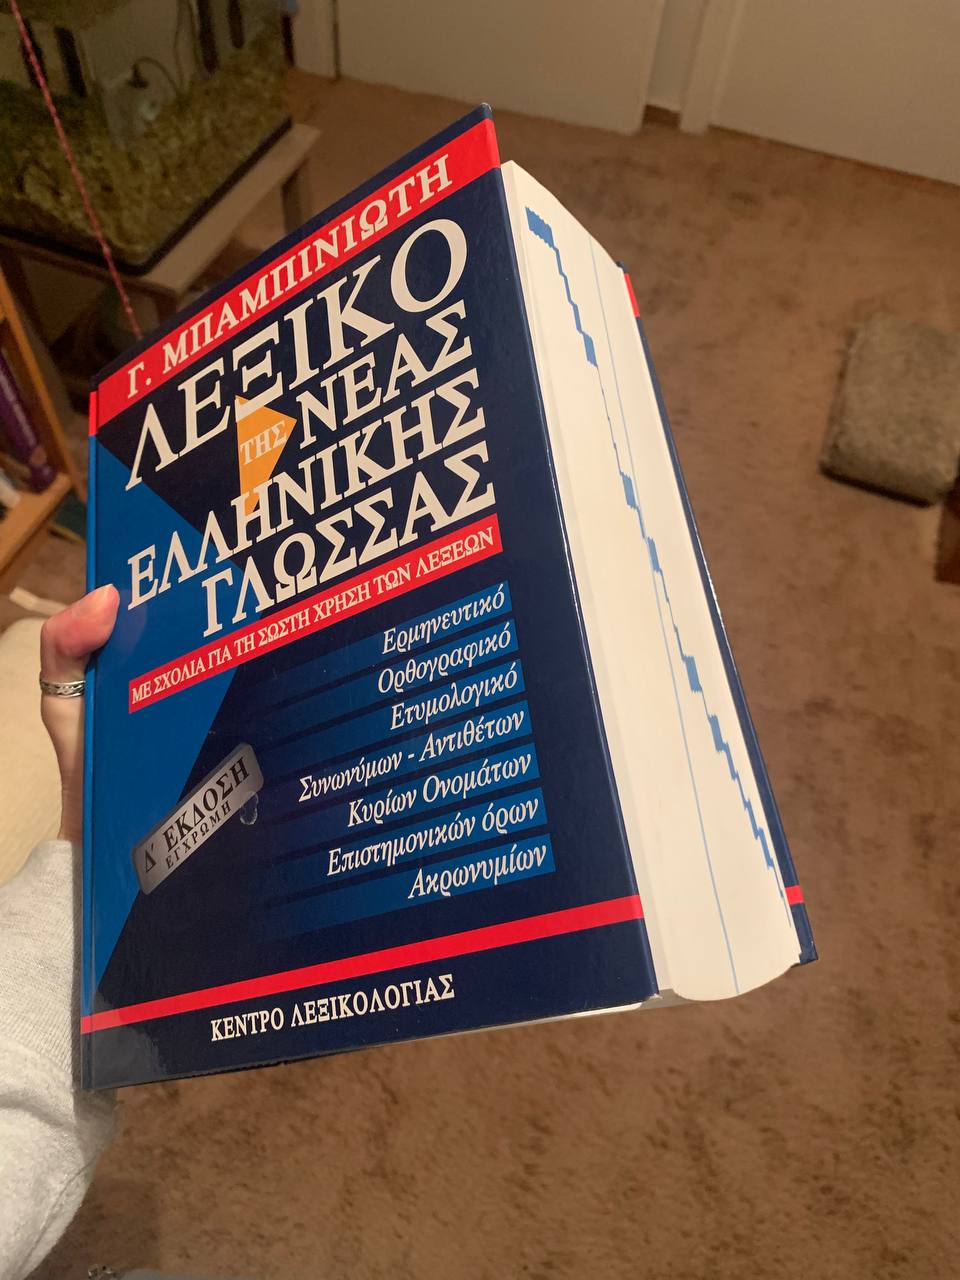 Γ. ΜΠΑΜΠΙΝΙΩΤΗ
ΛΕΞΙΚΟ
ΤΗΣ ΝΕΑΣ
ΕΛΛΗΝΙΚΗΣ
ΓΛΩΣΣΑΣ
ΜΕ ΣΧΟΛΙΑ ΓΙΑ ΤΗ ΣΩΣΤΗ ΧΡΗΣΗ ΤΩΝ ΛΕΞΕΩΝ
Ερμηνευτικό
Ορθογραφικό
Ετυμολογικό
Συνωνύμων - Αντιθέτων
Κυρίων Ονομάτων
Επιστημονικών όρων
Ακρωνυμίων
Δ΄ ΕΚΔΟΣΗ
ΕΓΧΡΩΜΗ
ΚΕΝΤΡΟ ΛΕΞΙΚΟΛΟΓΙΑΣ